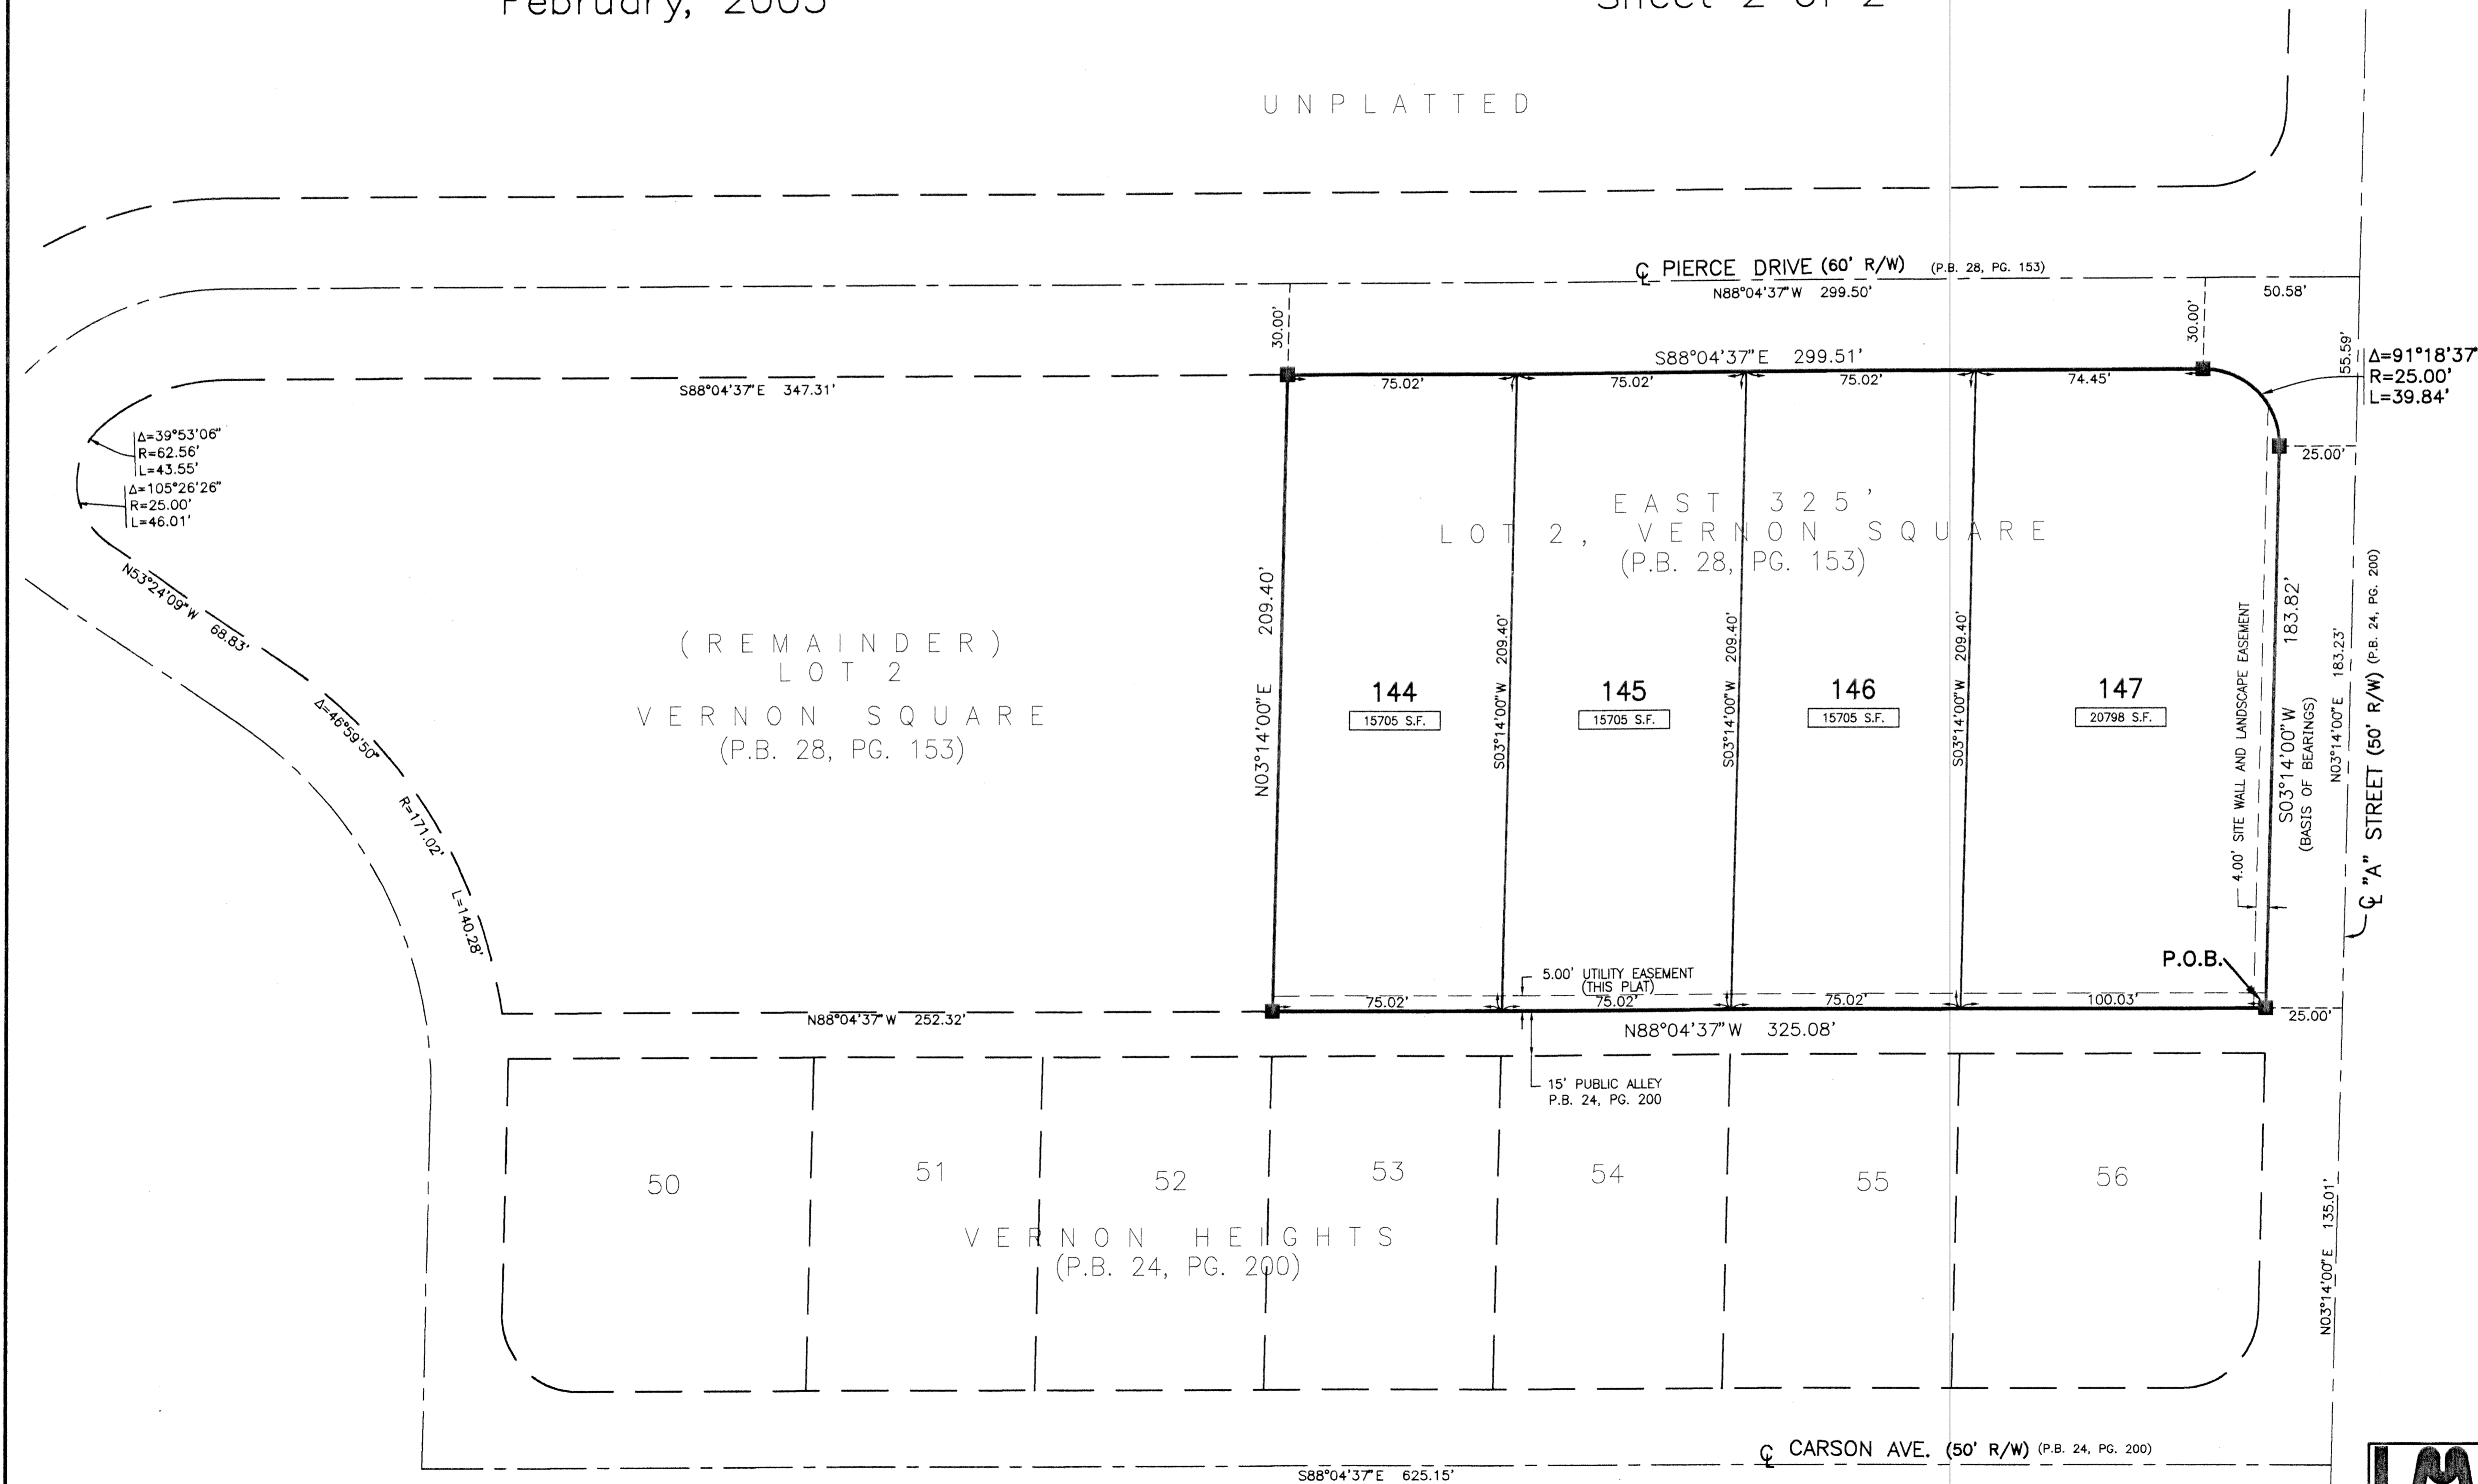 February, 2005
Sheet 2 of 2
UNPLATTED
℄ PIERCE DRIVE (60' R/W) (P.B. 28, PG. 153)
N88°04'37"W 299.50'
50.58'
30.00'
30.00'
55.59'
S88°04'37"E 299.51'
Δ=91°18'37"
R=25.00'
L=39.84'
75.02'
75.02'
75.02'
74.45'
S88°04'37"E 347.31'
Δ=39°53'06"
R=62.56'
L=43.55'
Δ=105°26'26"
R=25.00'
L=46.01'
25.00'
EAST 325'
LOT 2, VERNON SQUARE
(P.B. 28, PG. 153)
N53°24'09"W 68.83'
Δ=46°59'50"
R=171.02'
L=140.28'
(REMAINDER)
LOT 2
VERNON SQUARE
(P.B. 28, PG. 153)
N03°14'00"E 209.40'
144
15705 S.F.
S03°14'00"W 209.40'
145
15705 S.F.
S03°14'00"W 209.40'
146
15705 S.F.
S03°14'00"W 209.40'
147
20798 S.F.
4.00' SITE WALL AND LANDSCAPE EASEMENT
S03°14'00"W 183.82'
(BASIS OF BEARINGS)
N03°14'00"E 183.23'
℄ "A" STREET (50' R/W) (P.B. 24, PG. 200)
P.O.B.
5.00' UTILITY EASEMENT
(THIS PLAT)
75.02'
75.02'
75.02'
100.03'
25.00'
N88°04'37"W 252.32'
N88°04'37"W 325.08'
15' PUBLIC ALLEY
P.B. 24, PG. 200
50
51
52
53
54
55
56
VERNON HEIGHTS
(P.B. 24, PG. 200)
N03°14'00"E 135.01'
℄ CARSON AVE. (50' R/W) (P.B. 24, PG. 200)
S88°04'37"E 625.15'